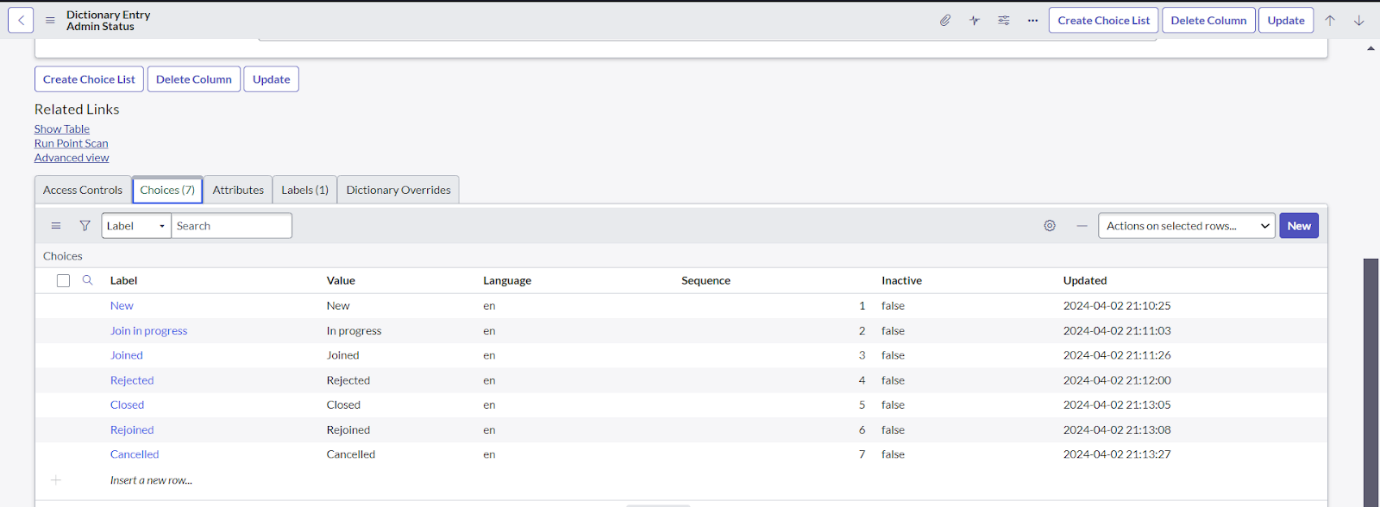 Dictionary Entry
Admin Status
Create Choice List Delete Column Update
Create Choice List Delete Column Update
Related Links
Show Table
Run Point Scan
Advanced view
Access Controls Choices (7) Attributes Labels (1) Dictionary Overrides
Label Search Actions on selected rows... New
Choices
Label Value Language Sequence Inactive Updated
New New en 1 false 2024-04-02 21:10:25
Join in progress In progress en 2 false 2024-04-02 21:11:03
Joined Joined en 3 false 2024-04-02 21:11:26
Rejected Rejected en 4 false 2024-04-02 21:12:00
Closed Closed en 5 false 2024-04-02 21:13:05
Rejoined Rejoined en 6 false 2024-04-02 21:13:08
Cancelled Cancelled en 7 false 2024-04-02 21:13:27
Insert a new row...